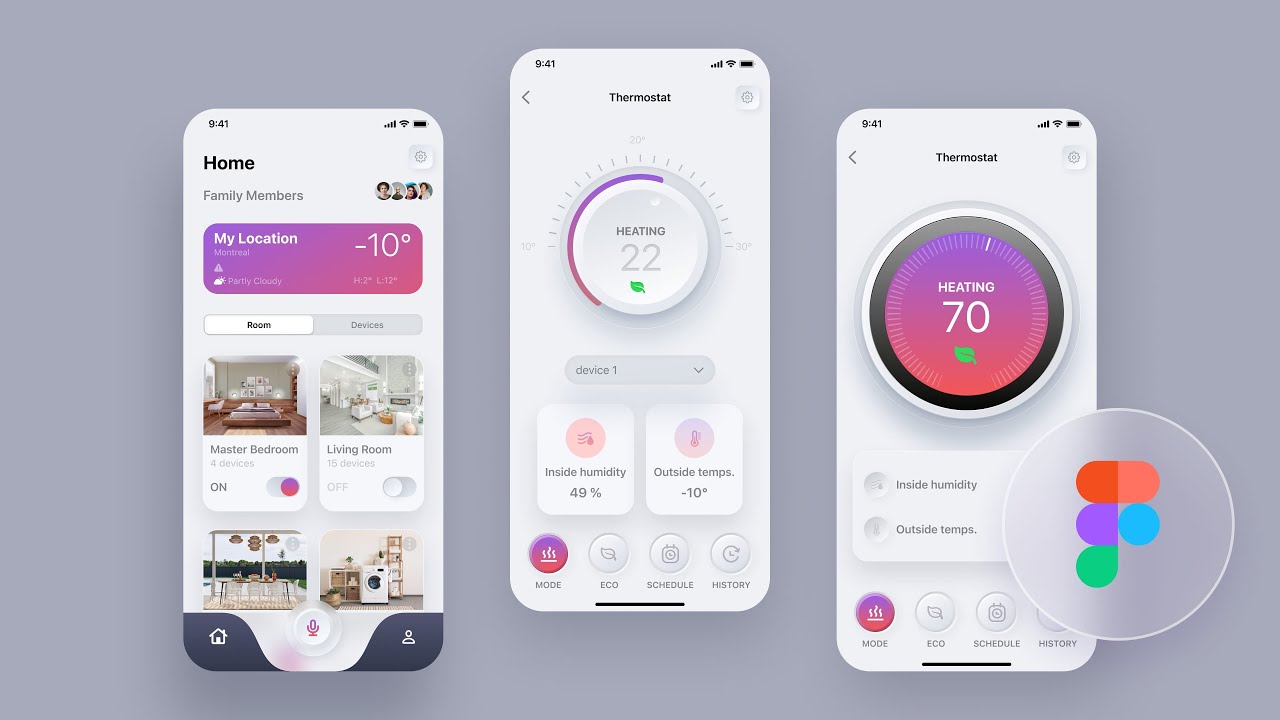 9:41
Home
Family Members
My Location
Montreal
-10°
Partly Cloudy
H:2° L:12°
Room
Devices
Master Bedroom
4 devices
ON
Living Room
15 devices
OFF
9:41
Thermostat
20°
10°
30°
HEATING
22
device 1
Inside humidity
49 %
Outside temps.
-10°
MODE
ECO
SCHEDULE
HISTORY
9:41
Thermostat
HEATING
70
Inside humidity
Outside temps.
MODE
ECO
SCHEDULE
HISTORY